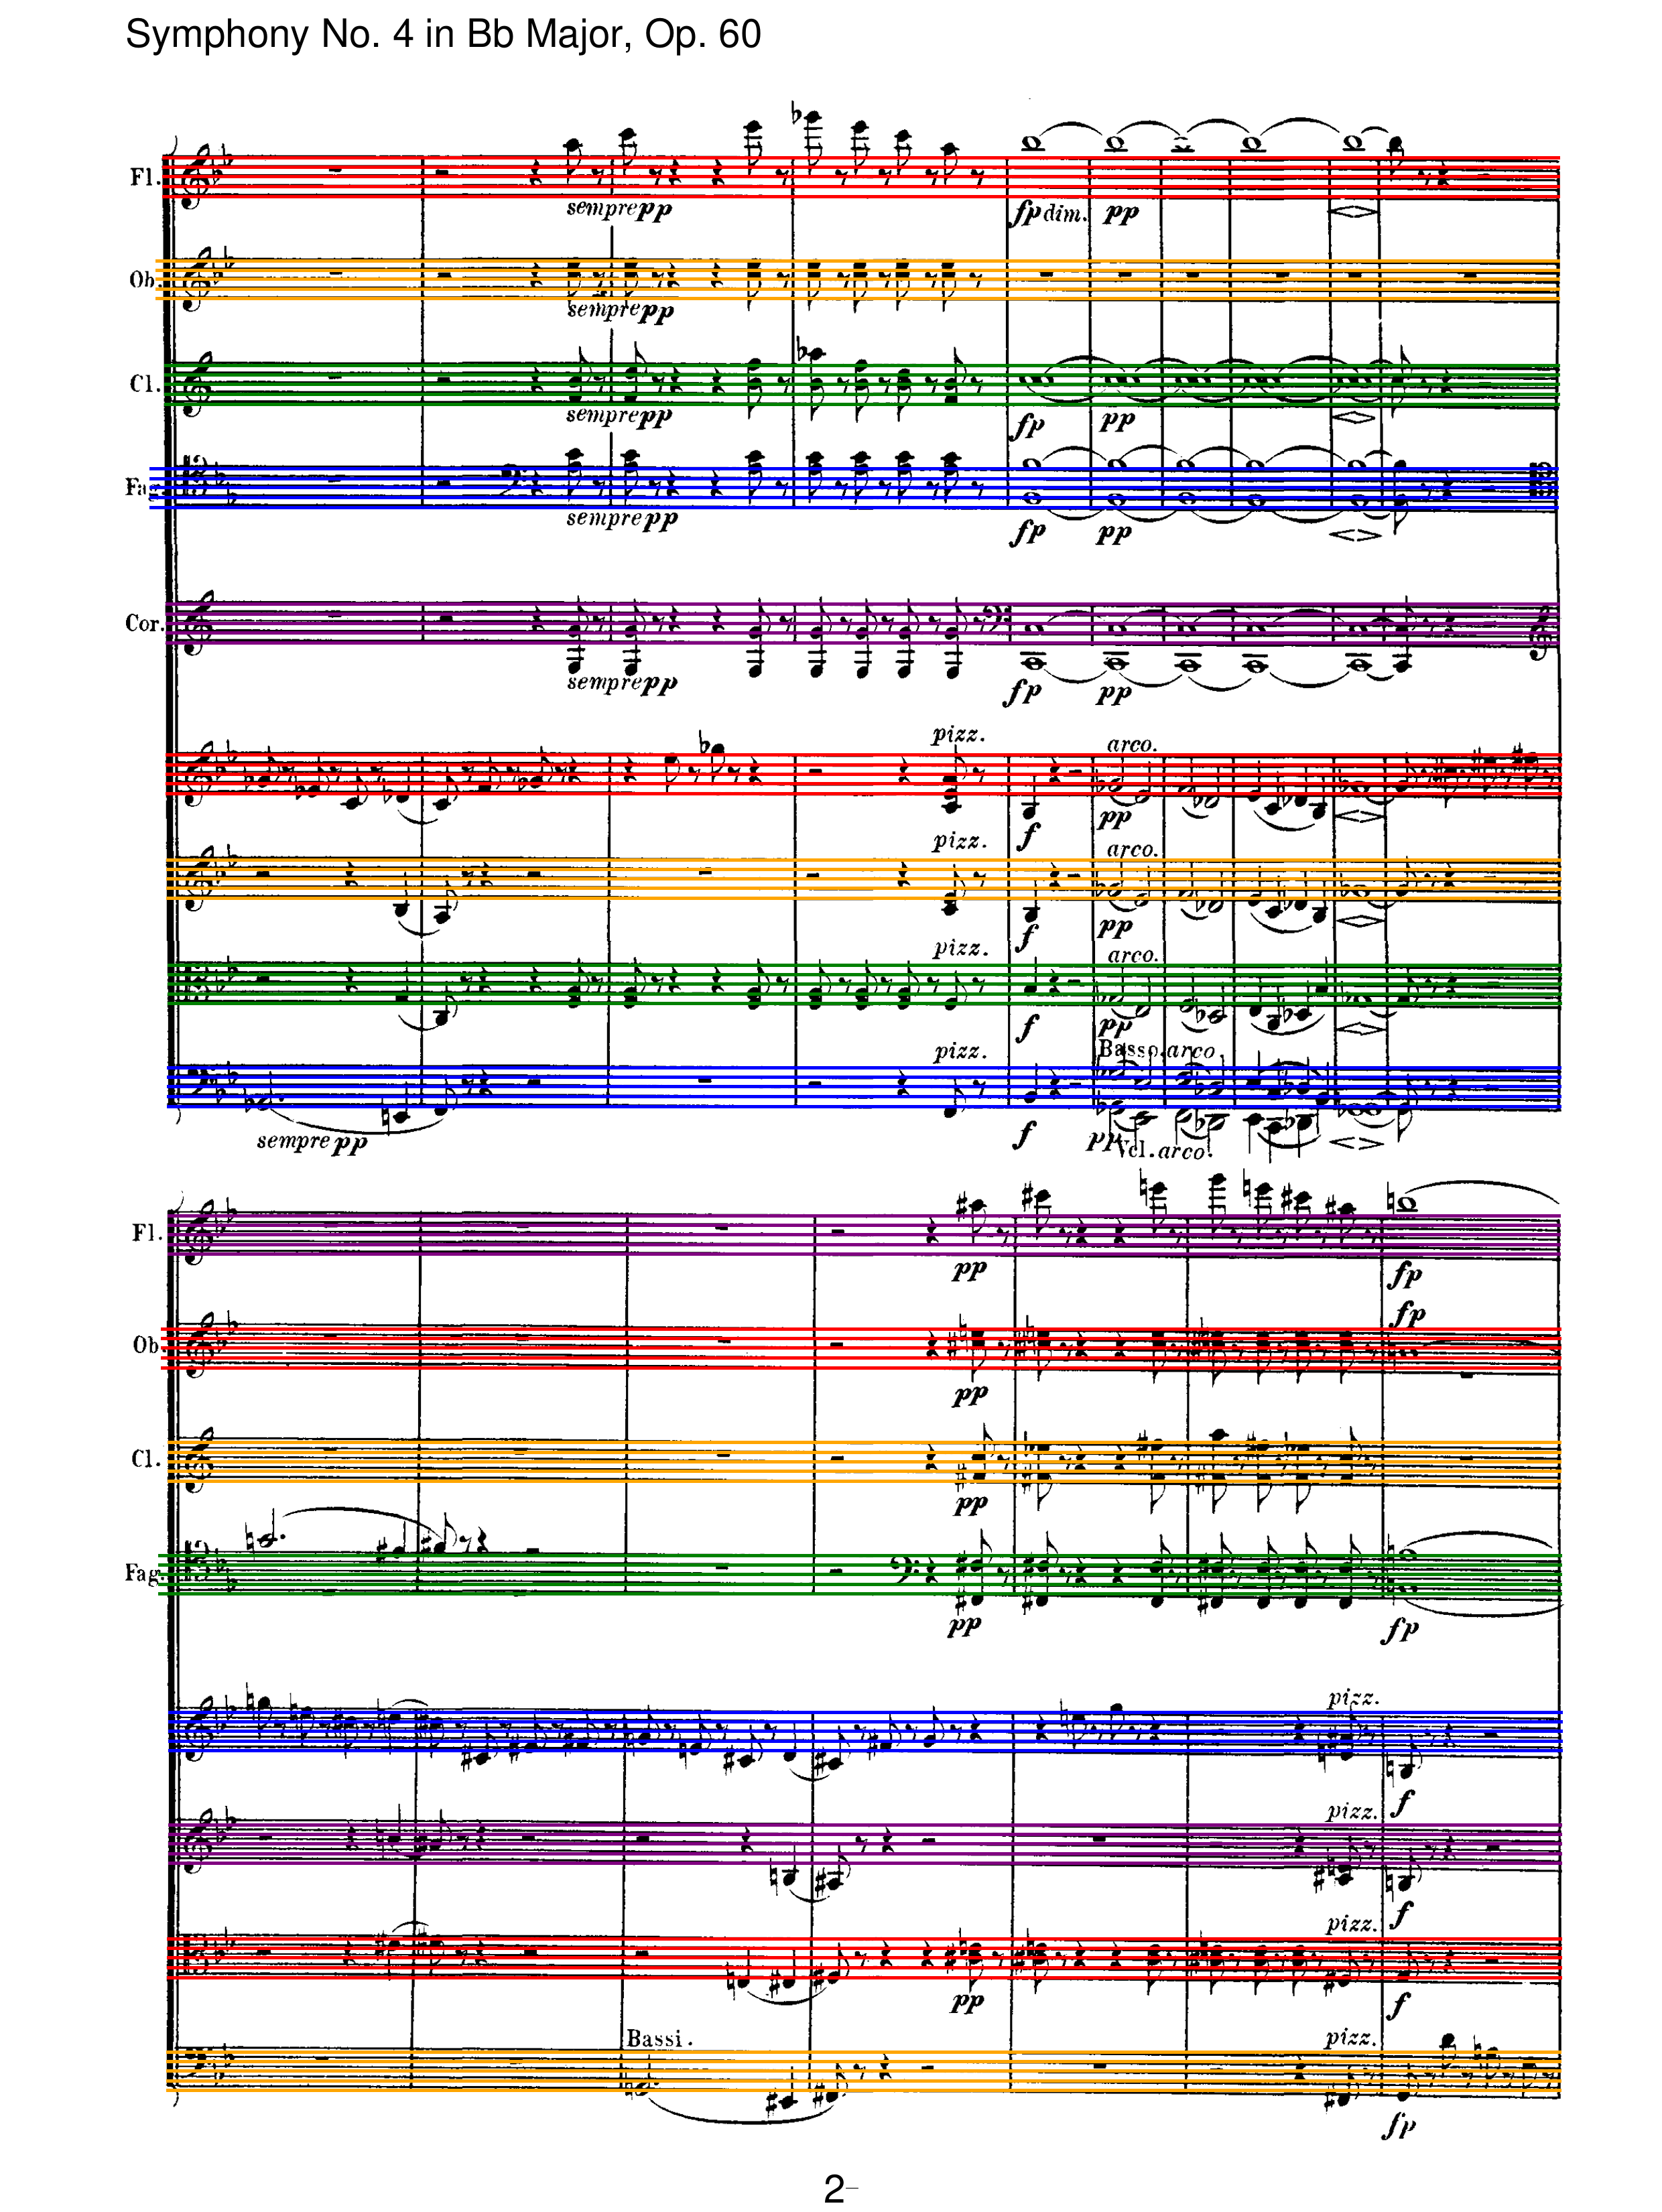 Symphony No. 4 in Bb Major, Op. 60
Fl.
sempre pp
fp dim. pp
Ob.
sempre pp
Cl.
sempre pp
fp pp
Fag.
sempre pp
fp pp
Cor.
sempre pp
fp pp
pizz. arco.
f pp
pizz. arco.
f pp
pizz. arco.
f pp
pizz. Basso. arco.
sempre pp f pp Vcl. arco.
Fl.
pp fp
fp
Ob.
pp
Cl.
pp
Fag.
pp fp
pizz.
f
pizz.
f
pizz.
pp f
Bassi. pizz.
fp
2